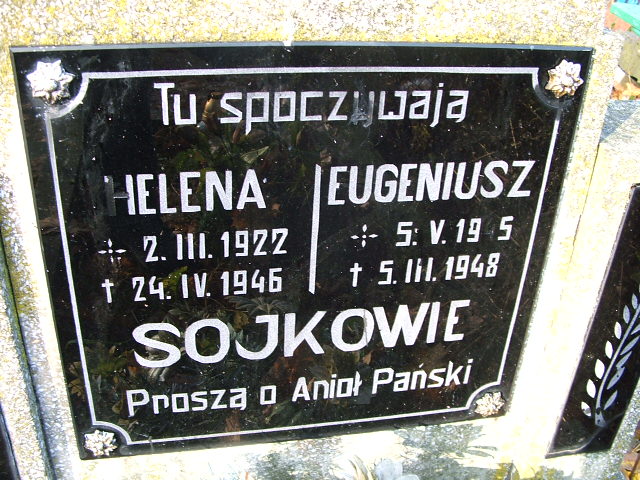 Tu spoczywają
HELENA
2. III. 1922
† 24. IV. 1946
EUGENIUSZ
5. V. 19 5
† 5. III. 1948
SOJKOWIE
Proszą o Anioł Pański